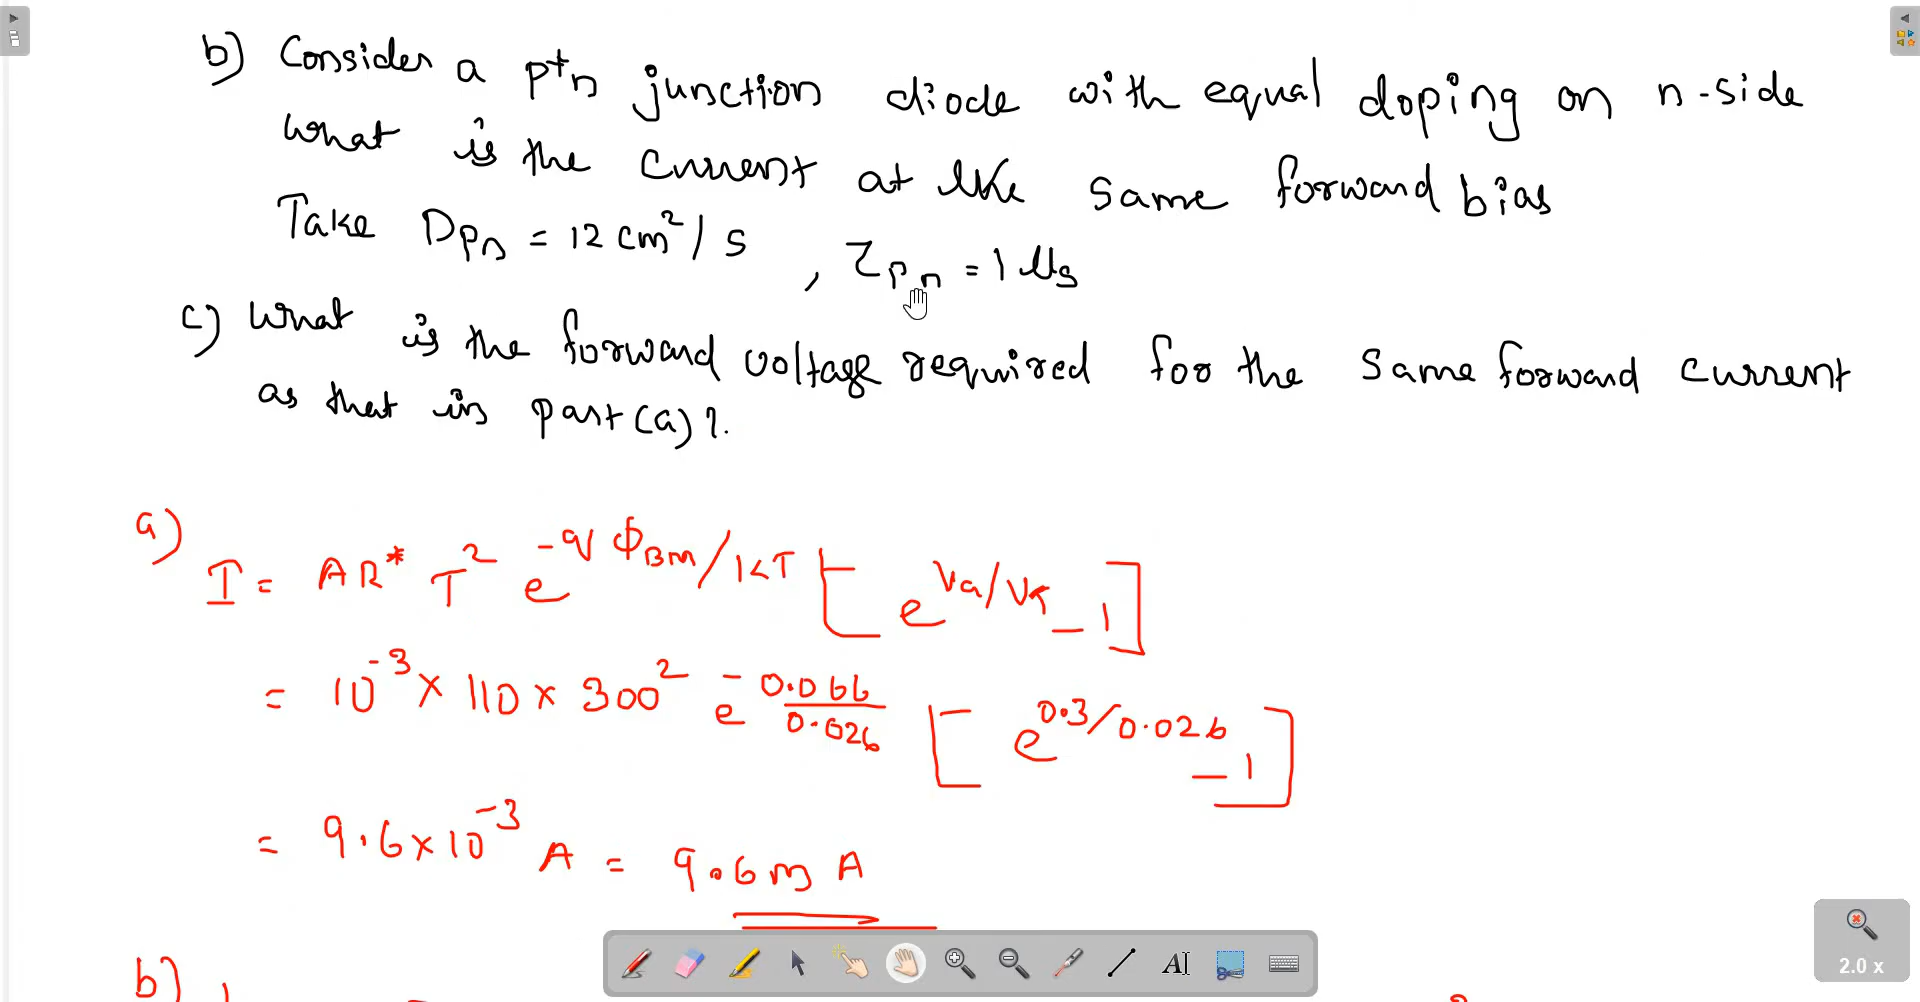 b) Consider a p⁺n junction diode with equal doping on n-side
what is the current at the same forward bias
Take Dpn = 12 cm²/s , τpn = 1 μs
c) What is the forward voltage required for the same forward current
as that in part (a)?.
a) I = AR* T² e^-qΦBm/KT [e^Va/VT - 1]
= 10^-3 × 110 × 300² e^-0.066/0.026 [e^0.3/0.026 - 1]
= 9.6×10^-3 A = 9.6 m A
b)
AI
2.0 x